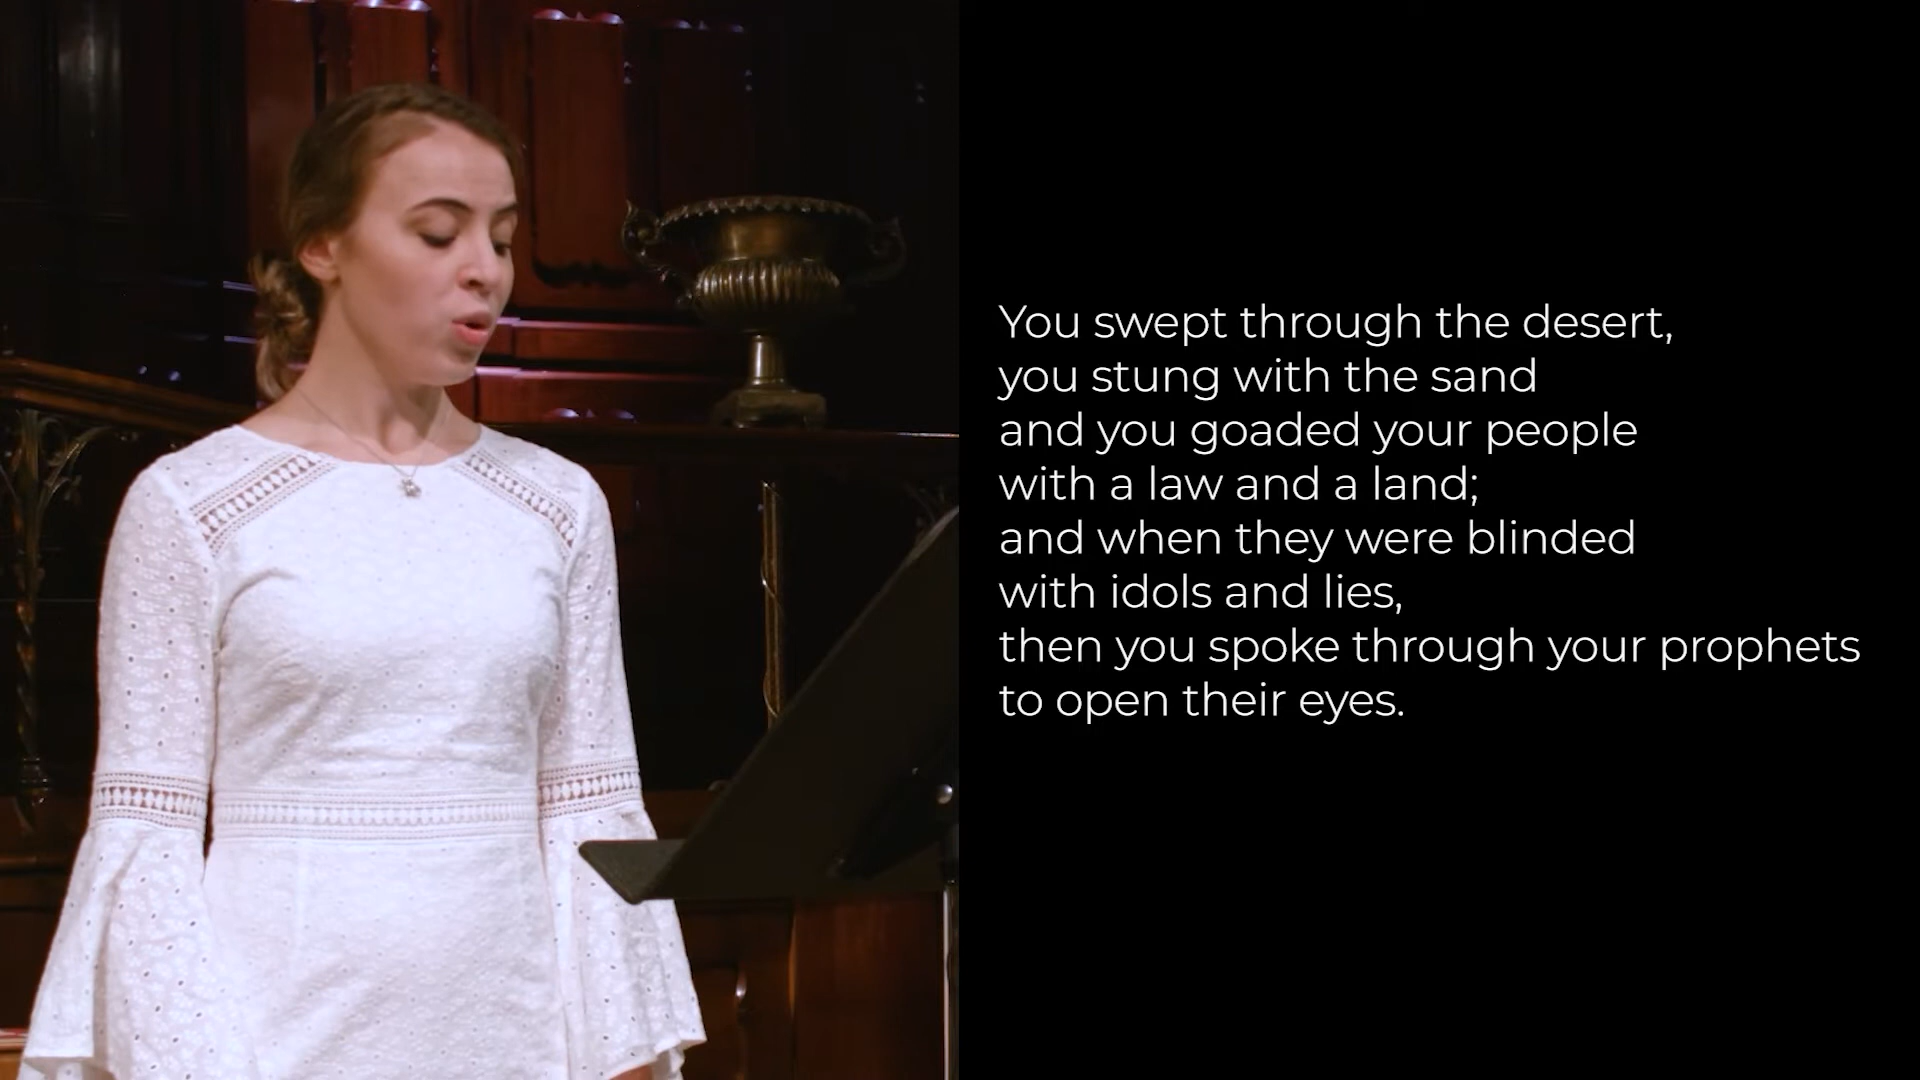 You swept through the desert,
you stung with the sand
and you goaded your people
with a law and a land;
and when they were blinded
with idols and lies,
then you spoke through your prophets
to open their eyes.